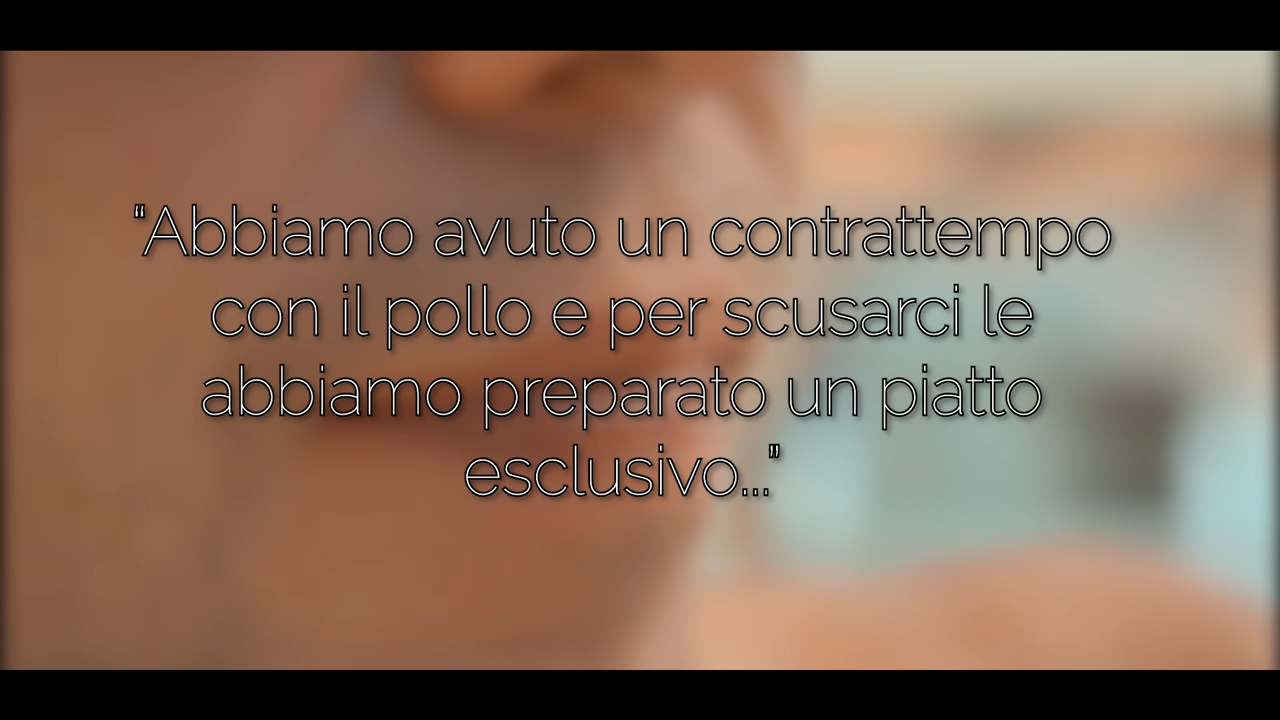 “Abbiamo avuto un contrattempo
con il pollo e per scusarci le
abbiamo preparato un piatto
esclusivo...”